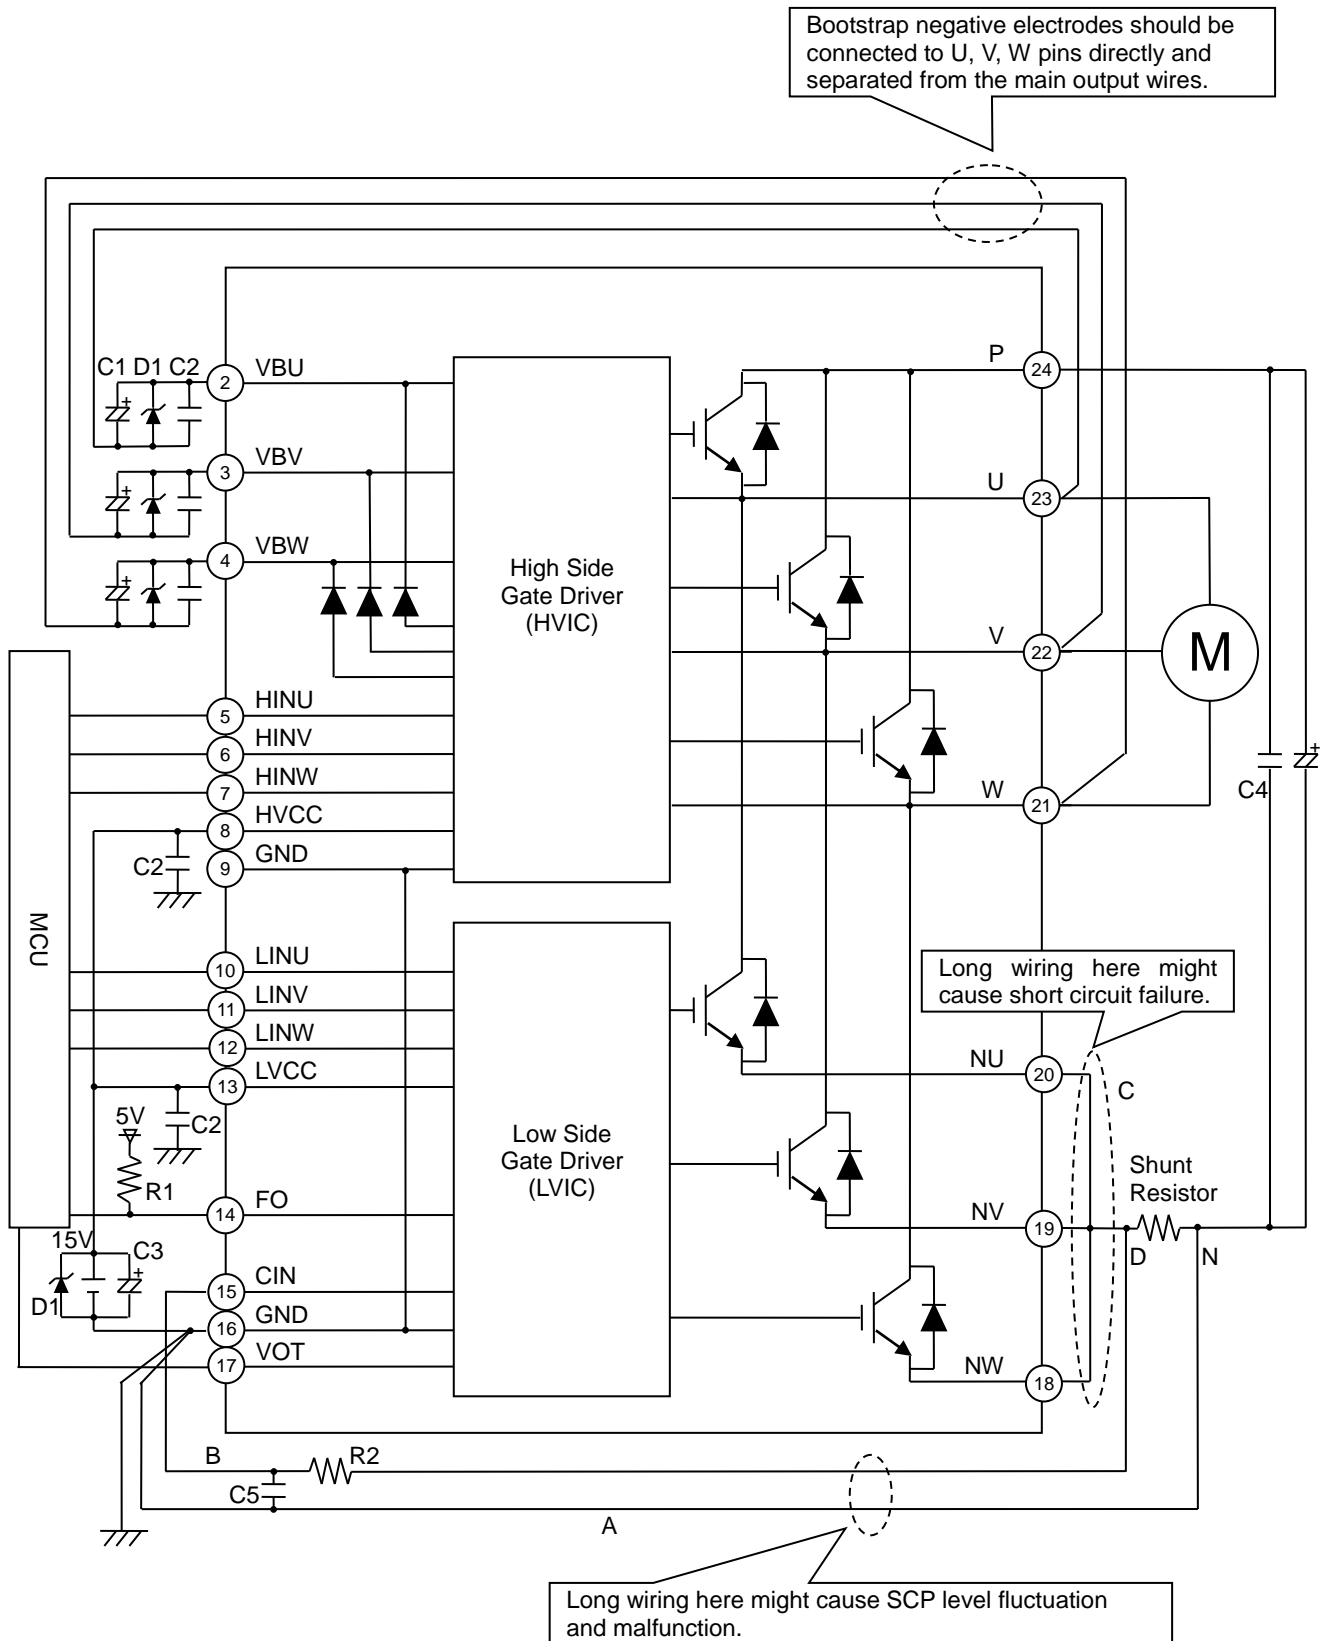 Bootstrap negative electrodes should be
connected to U, V, W pins directly and
separated from the main output wires.
C1 D1 C2
+
2
VBU
P
24
+
3
VBV
U
23
+
4
VBW
High Side
Gate Driver
(HVIC)
V
22
M
5
HINU
6
HINV
7
HINW
W
21
C4
+
8
HVCC
C2
9
GND
MCU
10
LINU
11
LINV
12
LINW
13
LVCC
C2
5V
R1
Long wiring here might
cause short circuit failure.
NU
20
C
Low Side
Gate Driver
(LVIC)
Shunt
Resistor
14
FO
NV
19
D
N
15V
C3
+
D1
15
CIN
16
GND
17
VOT
NW
18
B
R2
C5
A
Long wiring here might cause SCP level fluctuation
and malfunction.